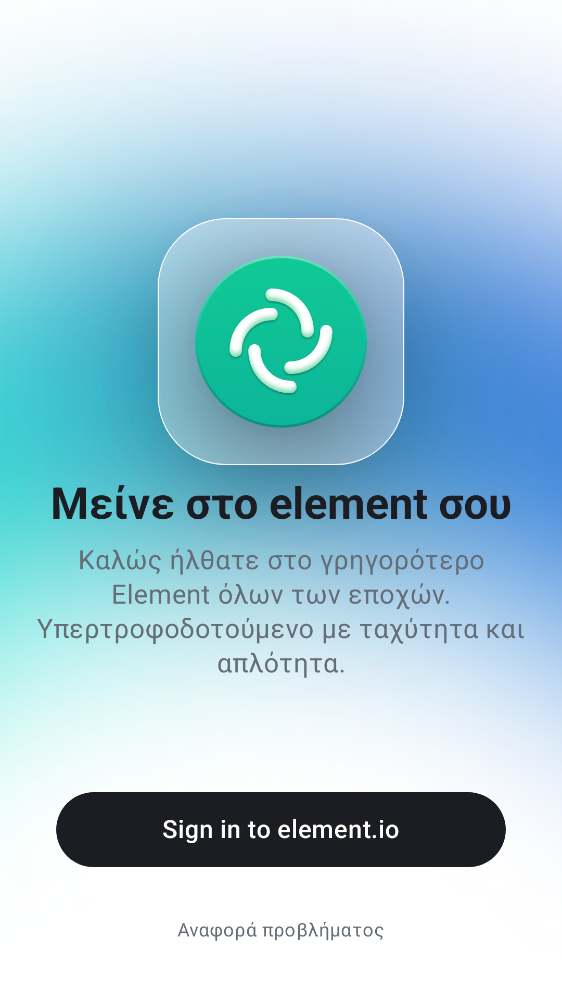 Μείνε στο element σου
Καλώς ήλθατε στο γρηγορότερο
Element όλων των εποχών.
Υπερτροφοδοτούμενο με ταχύτητα και
απλότητα.
Sign in to element.io
Αναφορά προβλήματος